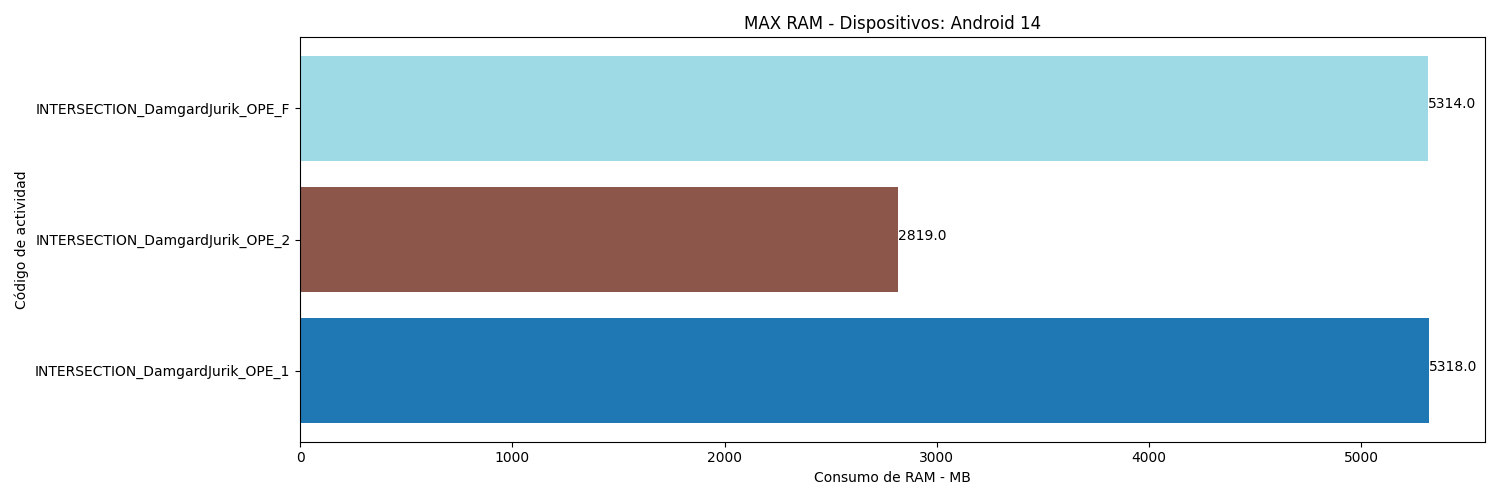 MAX RAM - Dispositivos: Android 14
Código de actividad
INTERSECTION_DamgardJurik_OPE_F
5314.0
INTERSECTION_DamgardJurik_OPE_2
2819.0
INTERSECTION_DamgardJurik_OPE_1
5318.0
0 1000 2000 3000 4000 5000
Consumo de RAM - MB